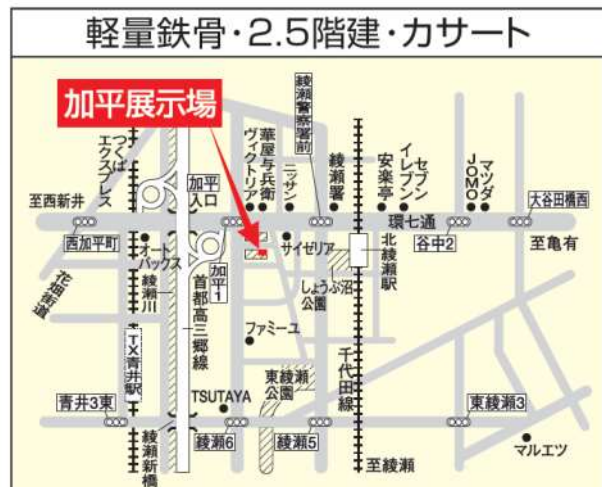 軽量鉄骨・2.5階建・カサート
加平展示場
つくば
エクスプレス
至西新井
西加平町
花畑街道
オート
バックス
綾瀬川
TX青井駅
青井3東
綾瀬新橋
加平
入口
首都高三郷線
加平1
ヴィクトリア
華屋与兵衛
ニッサン
綾瀬警察署前
綾瀬署
安楽亭
セブン
イレブン
JOMO
マツダ
大谷田橋西
環七通
谷中2
至亀有
サイゼリア
北綾瀬駅
しょうぶ沼
公園
ファミーユ
千代田線
東綾瀬
公園
TSUTAYA
綾瀬6
綾瀬5
東綾瀬3
至綾瀬
マルエツ